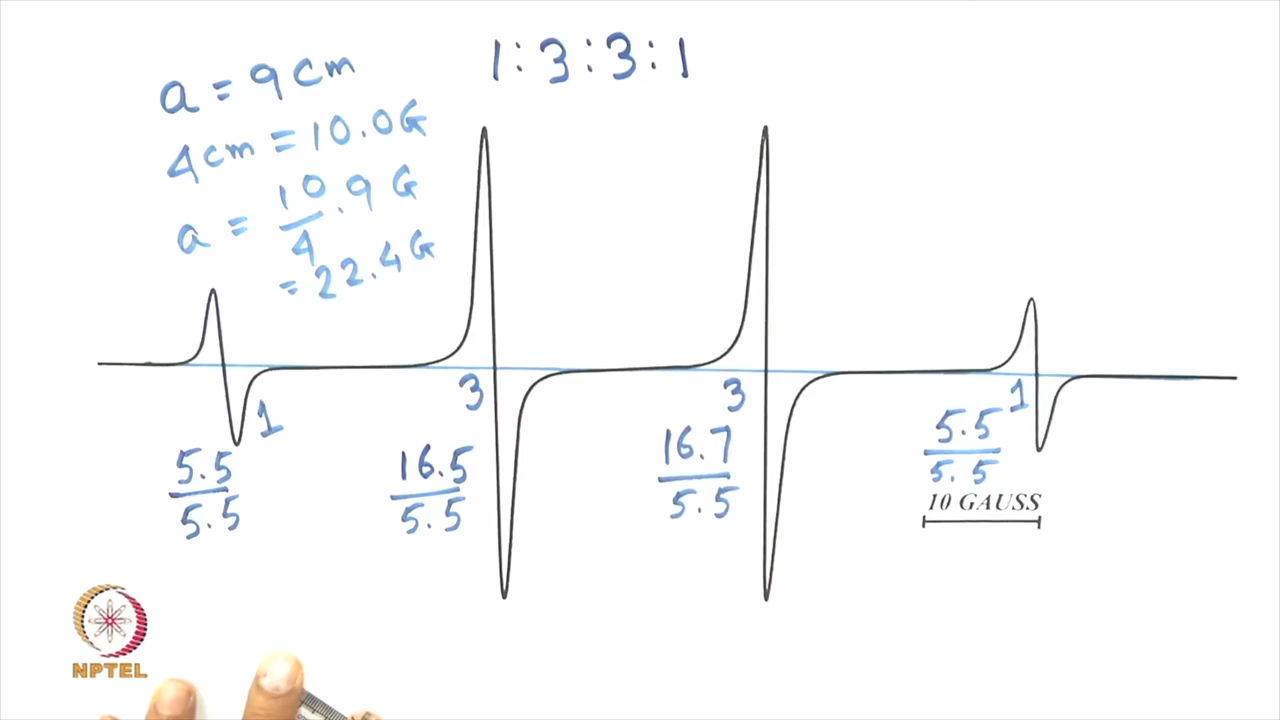 1:3:3:1
a = 9 cm
4 cm = 10.0 G
a = 10/4 . 9 G
= 22.4 G
1
3
3
1
5.5/5.5
16.5/5.5
16.7/5.5
5.5/5.5
10 GAUSS
NPTEL